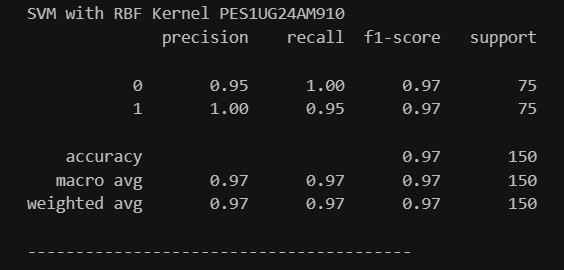 SVM with RBF Kernel PES1UG24AM910
precision recall f1-score support
0 0.95 1.00 0.97 75
1 1.00 0.95 0.97 75
accuracy 0.97 150
macro avg 0.97 0.97 0.97 150
weighted avg 0.97 0.97 0.97 150
----------------------------------------